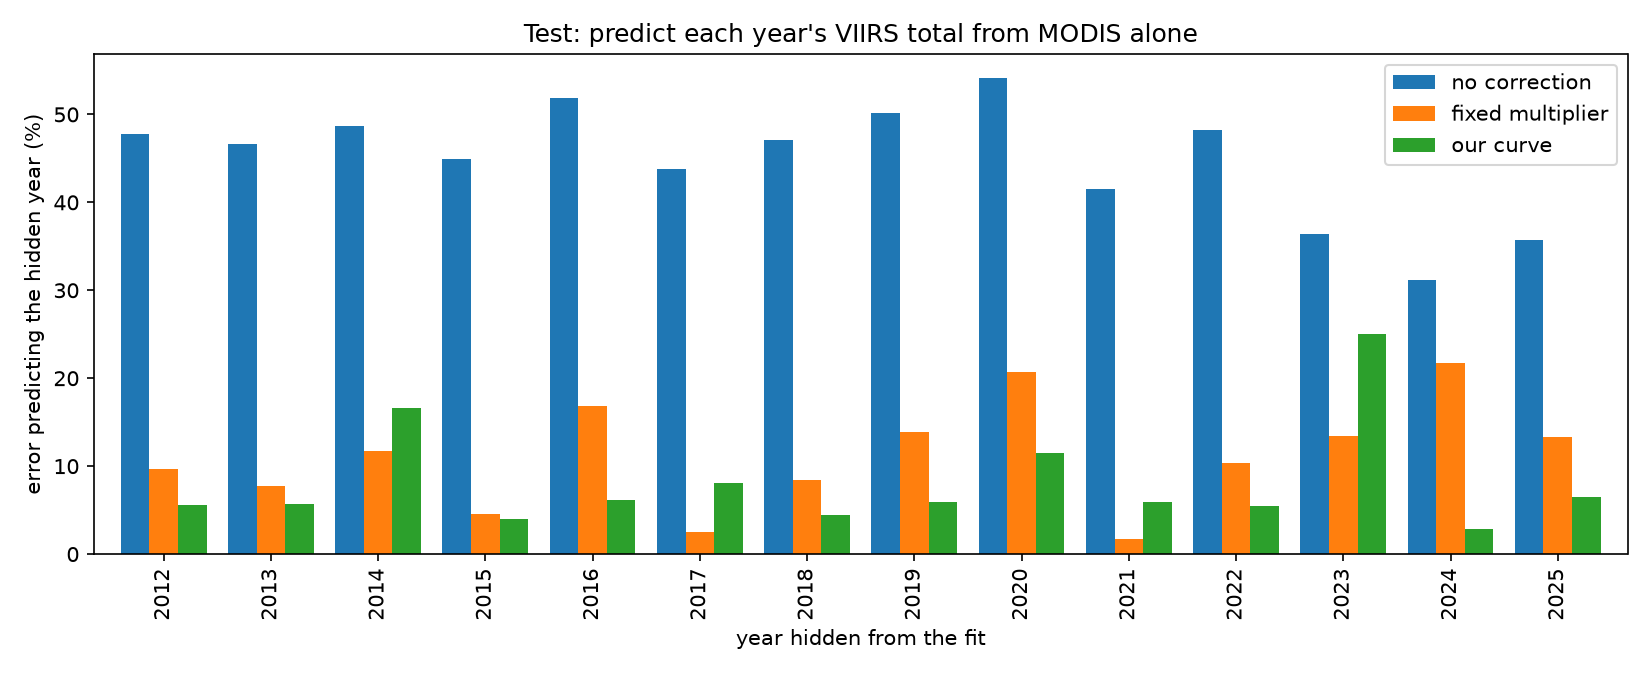 Test: predict each year's VIIRS total from MODIS alone
no correction
fixed multiplier
our curve
error predicting the hidden year (%)
50
40
30
20
10
0
2012 2013 2014 2015 2016 2017 2018 2019 2020 2021 2022 2023 2024 2025
year hidden from the fit